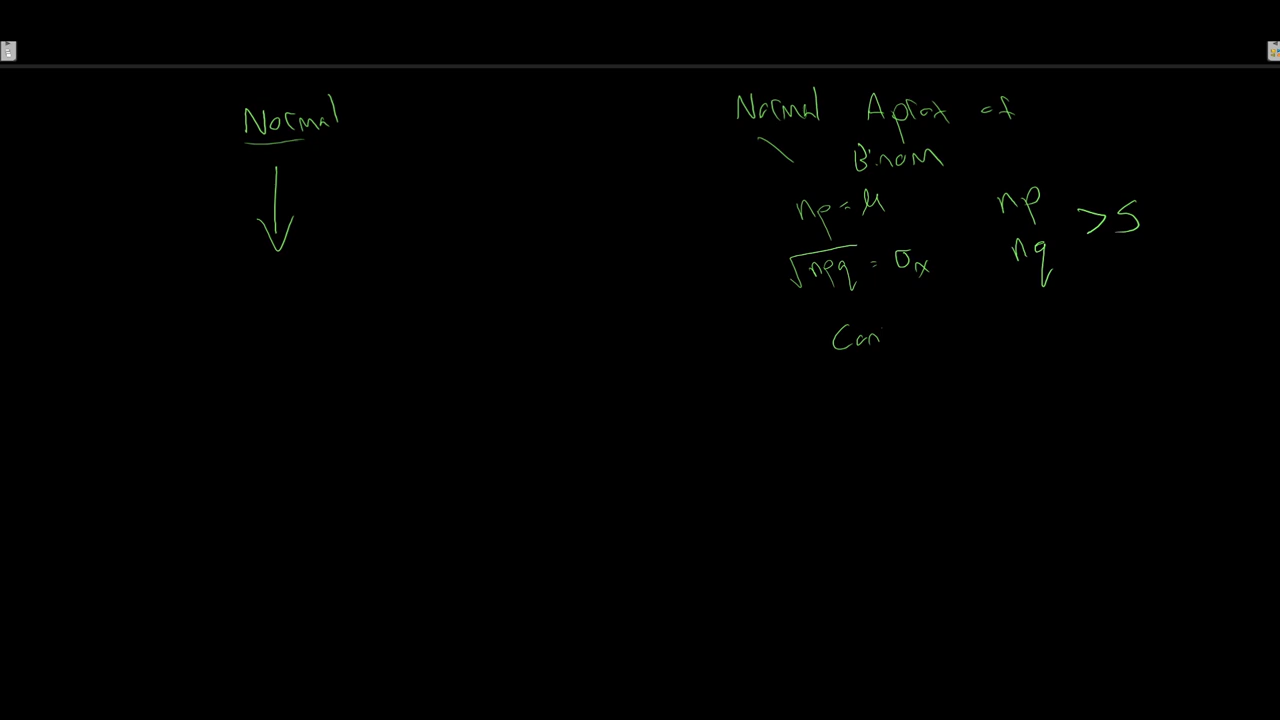 Normal
Normal Aprox of
Binom
np = μ
√npq = σx
np
nq
> 5
Con